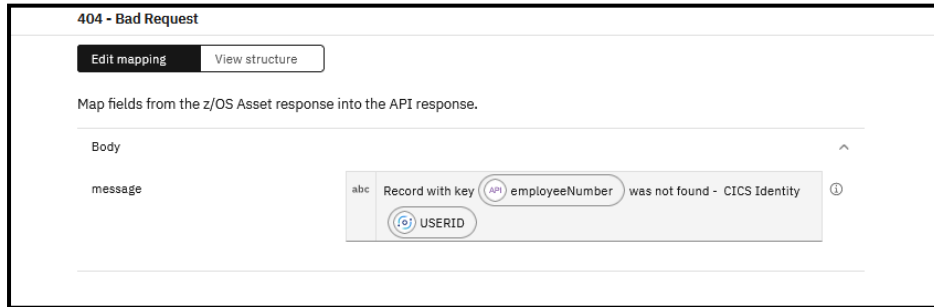 404 - Bad Request
Edit mapping View structure
Map fields from the z/OS Asset response into the API response.
Body
message abc Record with key API employeeNumber was not found - CICS Identity
USERID